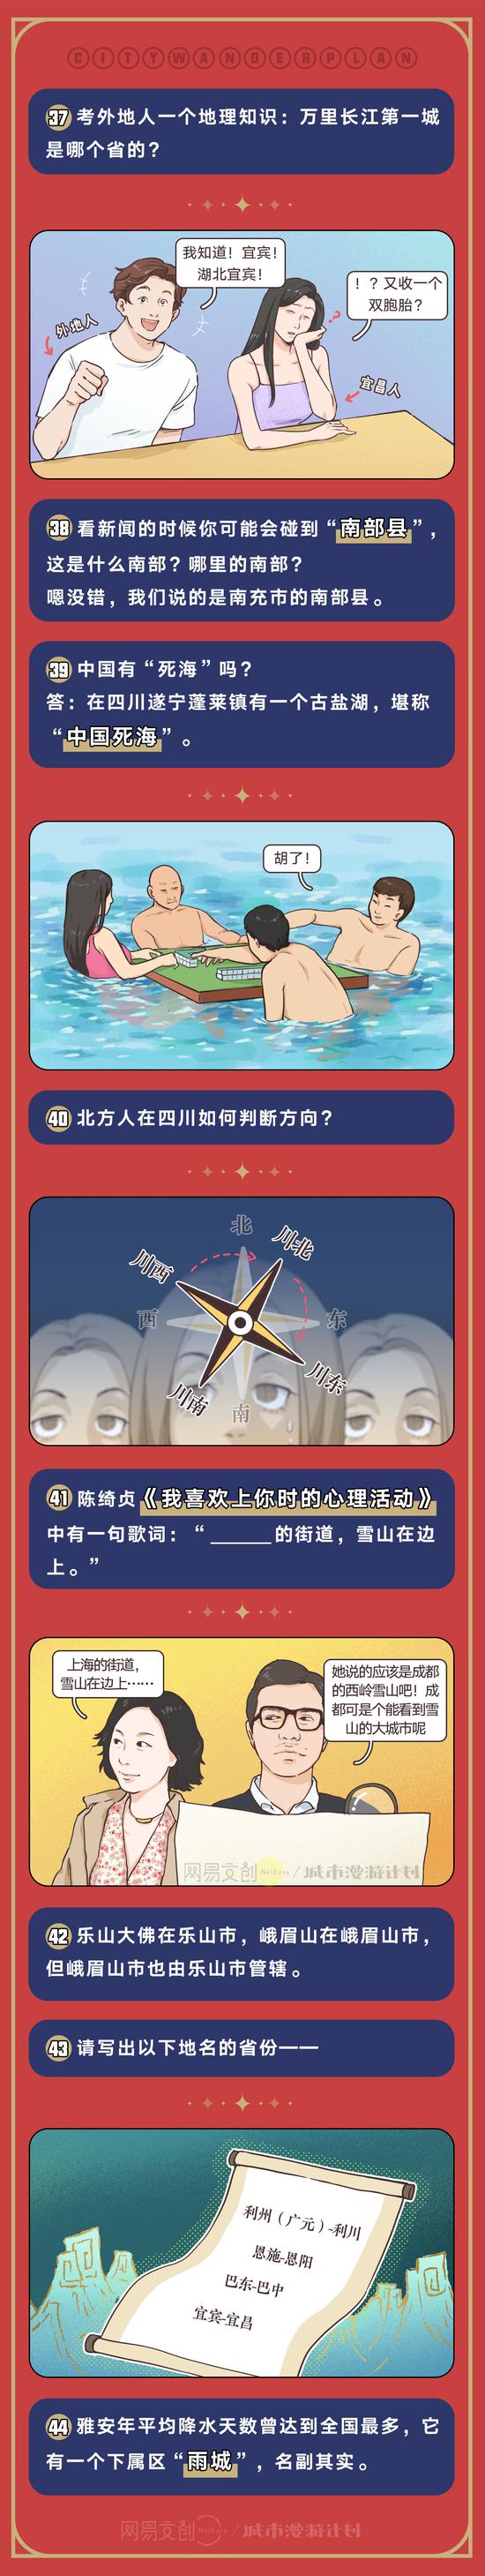 CITYWANDERPLAN
37 考外地人一个地理知识：万里长江第一城
是哪个省的？
我知道！宜宾！
湖北宜宾！
！？又收一个
双胞胎？
外地人
?
宜昌人
38 看新闻的时候你可能会碰到“南部县”，
这是什么南部？哪里的南部？
嗯没错，我们说的是南充市的南部县。
39 中国有“死海”吗？
答：在四川遂宁蓬莱镇有一个古盐湖，堪称
“中国死海”。
胡了！
40 北方人在四川如何判断方向？
北
川北
川西
西
东
川东
川南
南
41 陈绮贞《我喜欢上你时的心理活动》
中有一句歌词：“______的街道，雪山在边
上。”
上海的街道，
雪山在边上……
她说的应该是成都
的西岭雪山吧！成
都可是个能看到雪
山的大城市呢
网易文创NetEase/城市漫游计划
42 乐山大佛在乐山市，峨眉山在峨眉山市，
但峨眉山市也由乐山市管辖。
43 请写出以下地名的省份——
利州（广元）-利川
恩施-恩阳
巴东-巴中
宜宾-宜昌
44 雅安年平均降水天数曾达到全国最多，它
有一个下属区“雨城”，名副其实。
网易文创NetEase/城市漫游计划